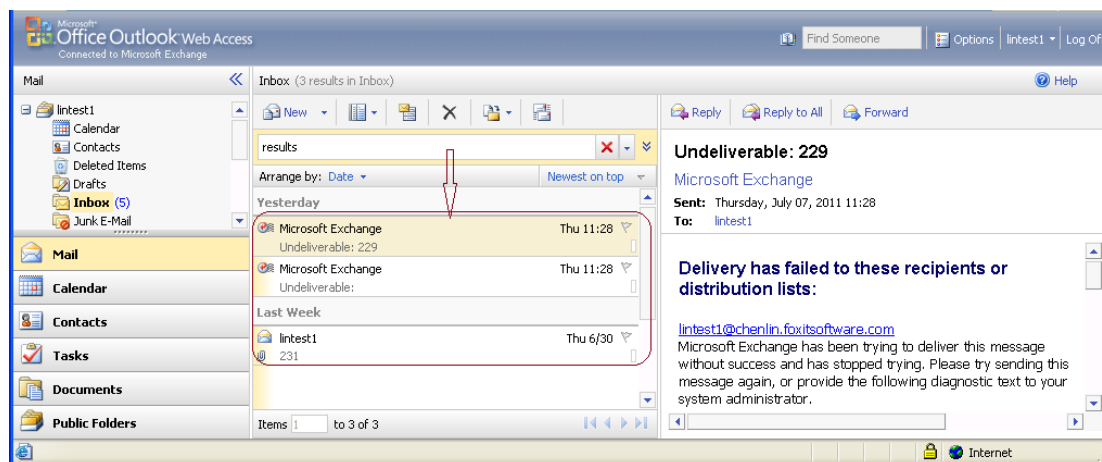 Microsoft®
Office Outlook® Web Access
Connected to Microsoft Exchange
Find Someone
Options
lintest1
Log Of
Mail
Inbox (3 results in Inbox)
Help
lintest1
Calendar
Contacts
Deleted Items
Drafts
Inbox (5)
Junk E-Mail
Mail
Calendar
Contacts
Tasks
Documents
Public Folders
New
results
Arrange by: Date
Newest on top
Yesterday
Microsoft Exchange Thu 11:28
Undeliverable: 229
Microsoft Exchange Thu 11:28
Undeliverable:
Last Week
lintest1 Thu 6/30
231
Items 1 to 3 of 3
Reply
Reply to All
Forward
Undeliverable: 229
Microsoft Exchange
Sent: Thursday, July 07, 2011 11:28
To: lintest1
Delivery has failed to these recipients or
distribution lists:
lintest1@chenlin.foxitsoftware.com
Microsoft Exchange has been trying to deliver this message
without success and has stopped trying. Please try sending this
message again, or provide the following diagnostic text to your
system administrator.
Internet